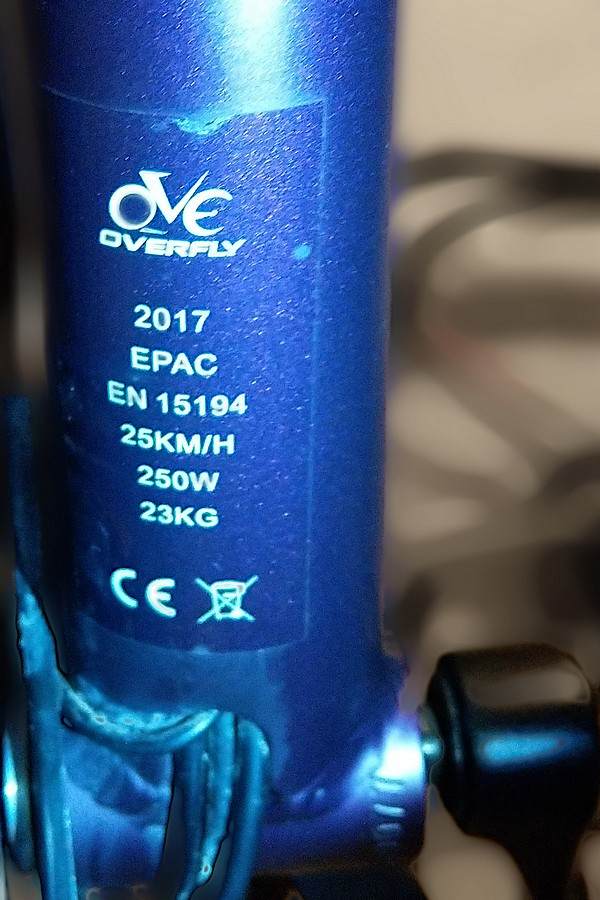 OVE
OVERFLY
2017
EPAC
EN 15194
25KM/H
250W
23KG
CE